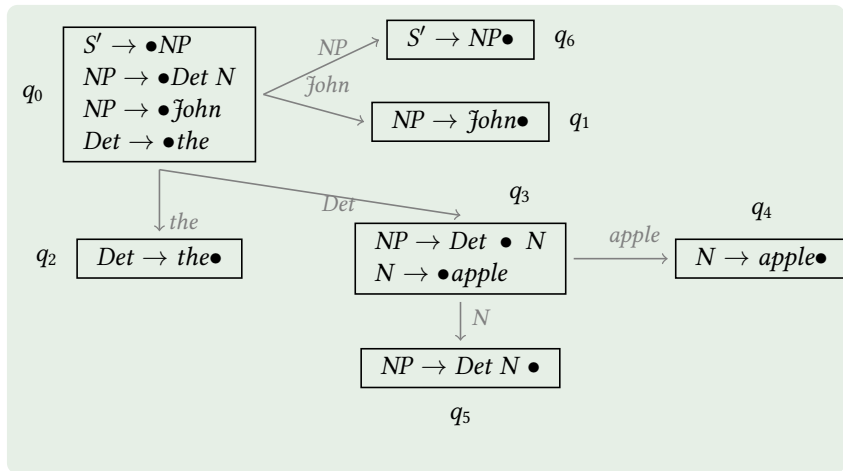 q0
S′ → •NP
NP → •Det N
NP → •John
Det → •the
NP
S′ → NP•
q6
John
NP → John•
q1
the
Det
q2
Det → the•
q3
NP → Det • N
N → •apple
apple
q4
N → apple•
N
NP → Det N •
q5